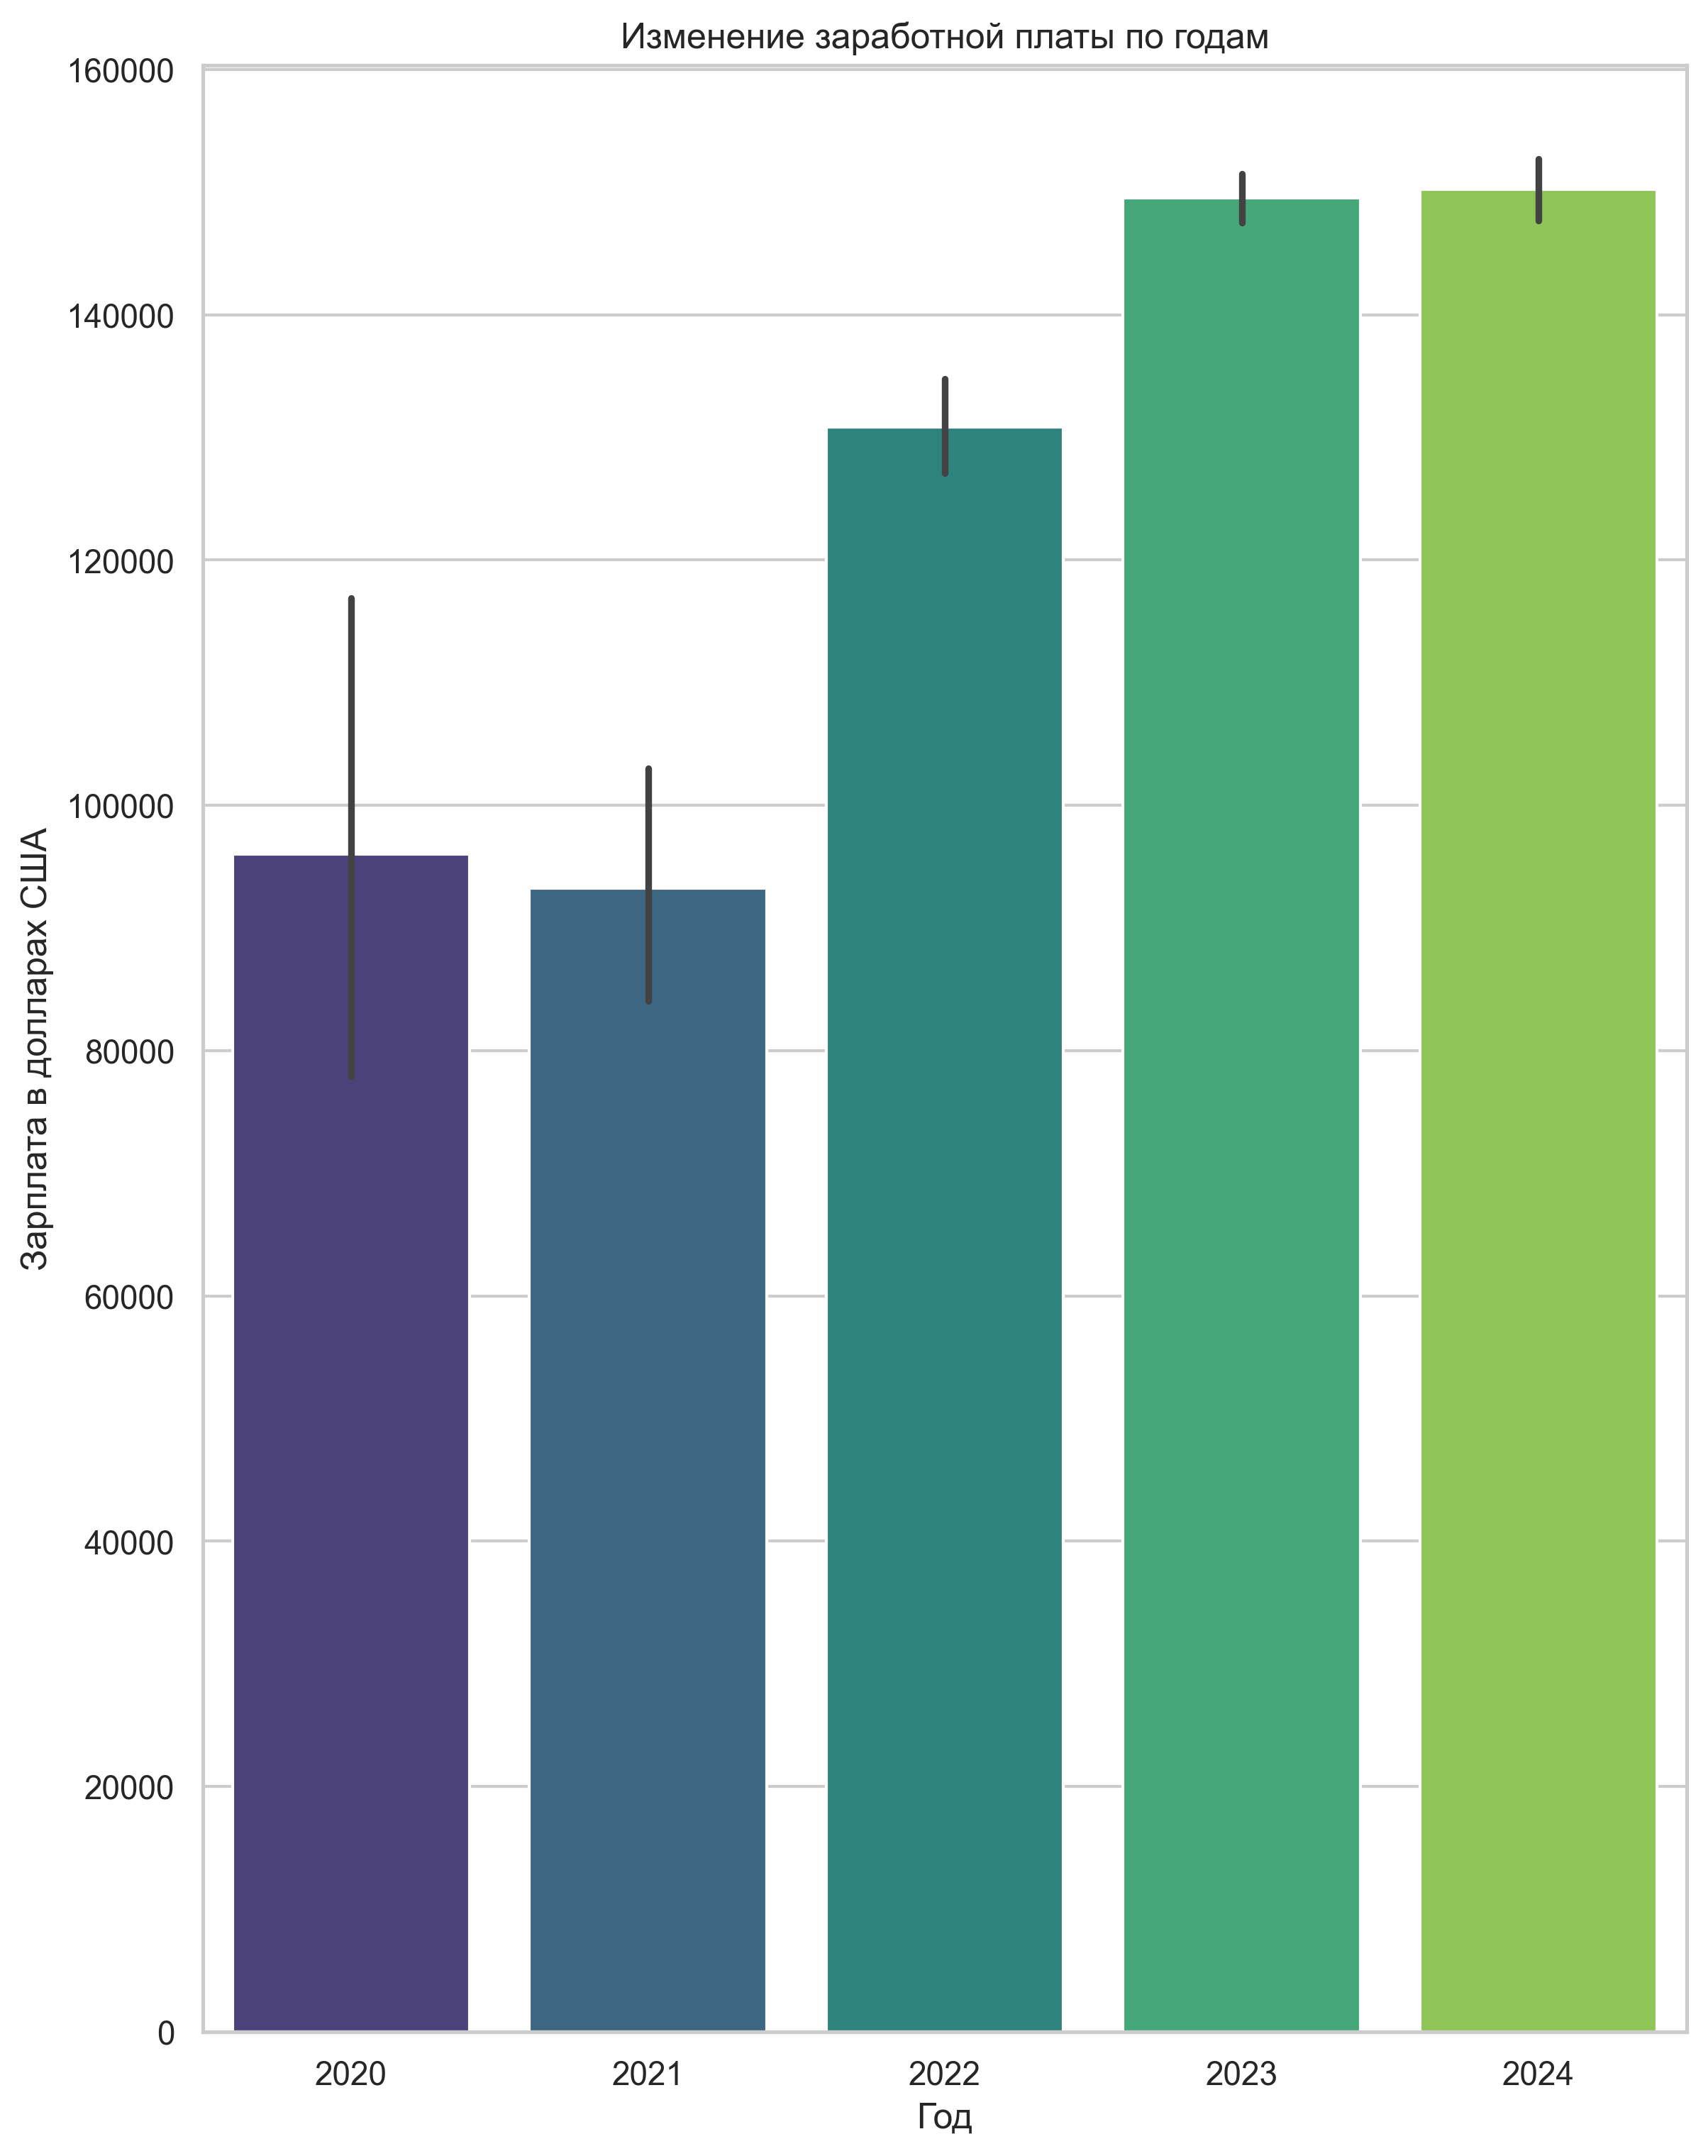 Изменение заработной платы по годам
160000
140000
120000
100000
80000
60000
40000
20000
0
Зарплата в долларах США
2020 2021 2022 2023 2024
Год